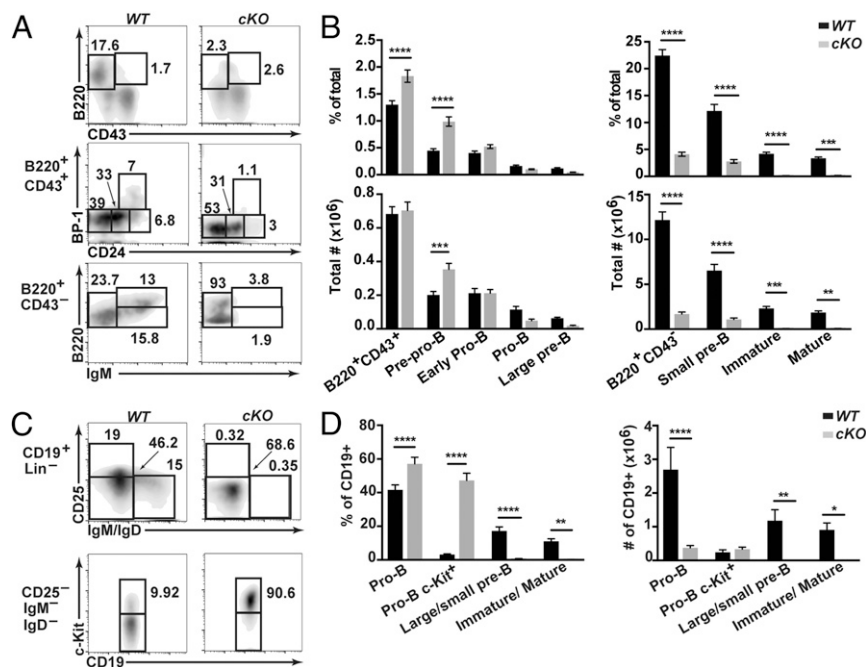 A
WT
cKO
17.6
1.7
2.3
2.6
B220
CD43
B220+
CD43+
33
7
39
6.8
31
1.1
53
3
BP-1
CD24
B220+
CD43−
23.7
13
15.8
93
3.8
1.9
B220
IgM
B
WT
cKO
% of total
2.5
2.0
1.5
1.0
0.5
0.0
****
****
% of total
25
20
15
10
5
0
****
****
****
***
Total # (x10⁶)
0.8
0.6
0.4
0.2
0.0
***
B220+CD43+
Pre-pro-B
Early Pro-B
Pro-B
Large pre-B
Total # (x10⁶)
15
10
5
0
****
****
***
**
B220+ CD43-
Small pre-B
Immature
Mature
C
WT
cKO
CD19+
Lin−
19
46.2
15
0.32
68.6
0.35
CD25
IgM/IgD
CD25−
IgM−
IgD−
9.92
90.6
c-Kit
CD19
D
WT
cKO
% of CD19+
80
60
40
20
0
****
****
****
**
Pro-B
Pro-B c-Kit+
Large/small pre-B
Immature/ Mature
# of CD19+ (x10⁶)
4
3
2
1
0
****
**
*
Pro-B
Pro-B c-Kit+
Large/small pre-B
Immature/ Mature